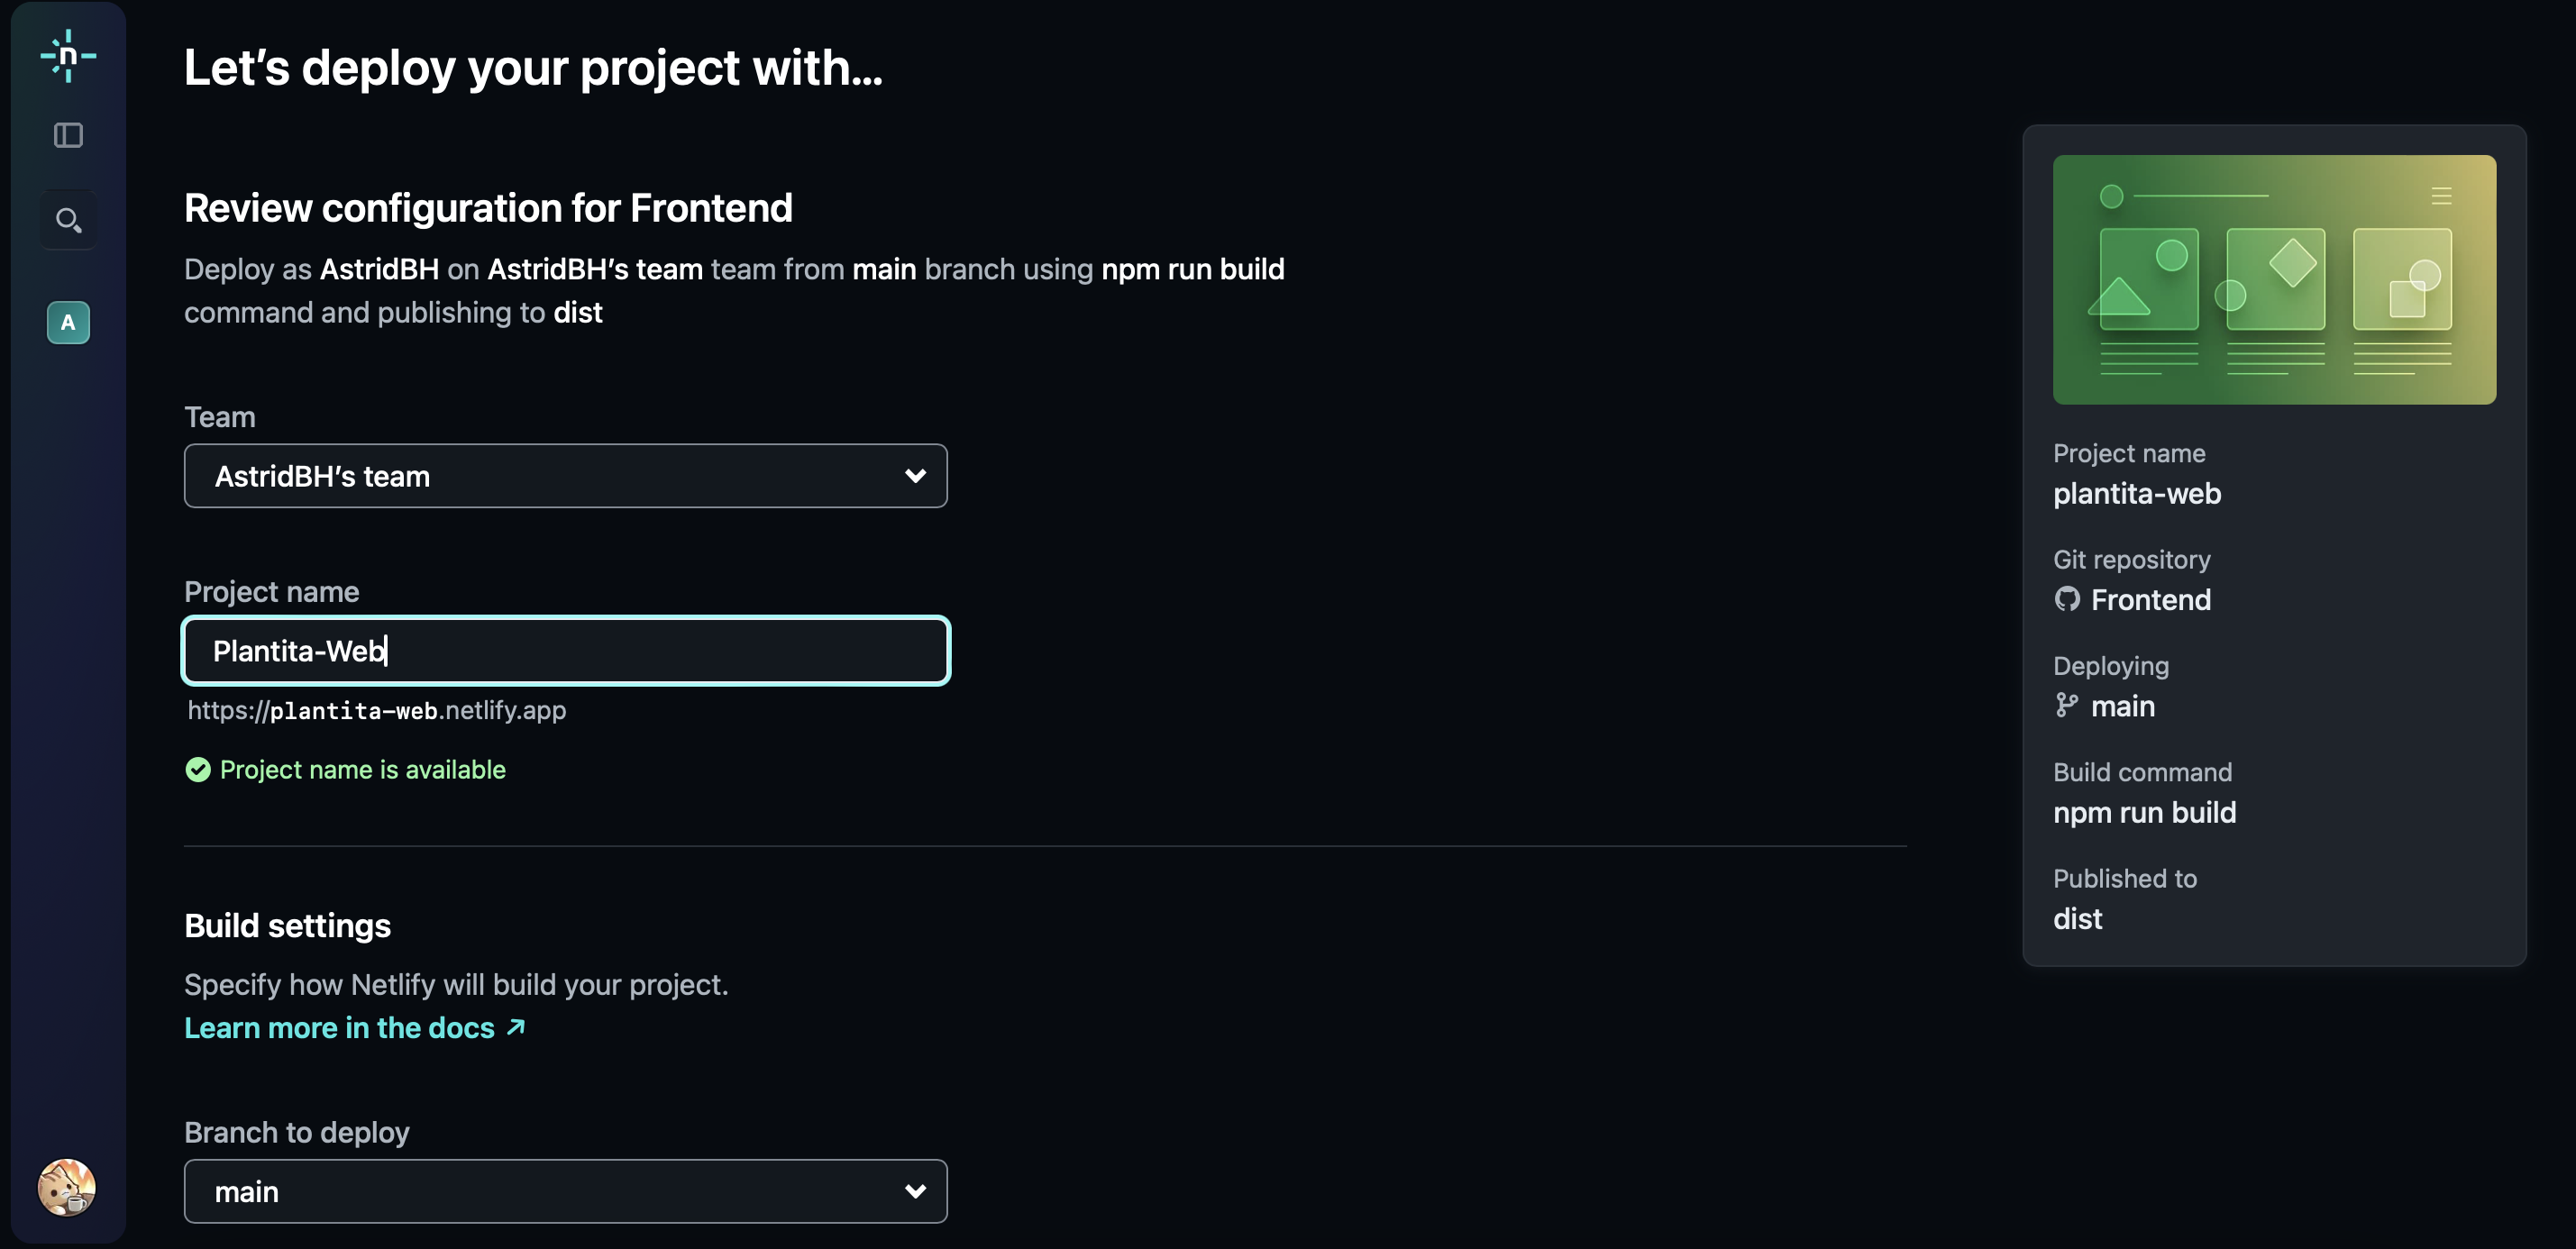 n
Let’s deploy your project with...
Review configuration for Frontend
Deploy as AstridBH on AstridBH’s team team from main branch using npm run build
command and publishing to dist
A
Team
AstridBH’s team
Project name
Plantita-Web
https://plantita-web.netlify.app
Project name is available
Build settings
Specify how Netlify will build your project.
Learn more in the docs ↗
Branch to deploy
main
Project name
plantita-web
Git repository
Frontend
Deploying
main
Build command
npm run build
Published to
dist